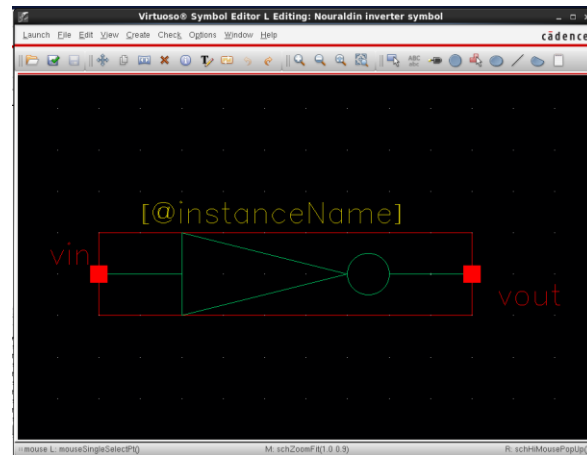 Virtuoso® Symbol Editor L Editing: Nouraldin inverter symbol
Launch File Edit View Create Check Options Window Help
cādence
ABC
[@instanceName]
vin
vout
mouse L: mouseSingleSelectPt() M: schZoomFit(1.0 0.9) R: schHiMousePopUp()